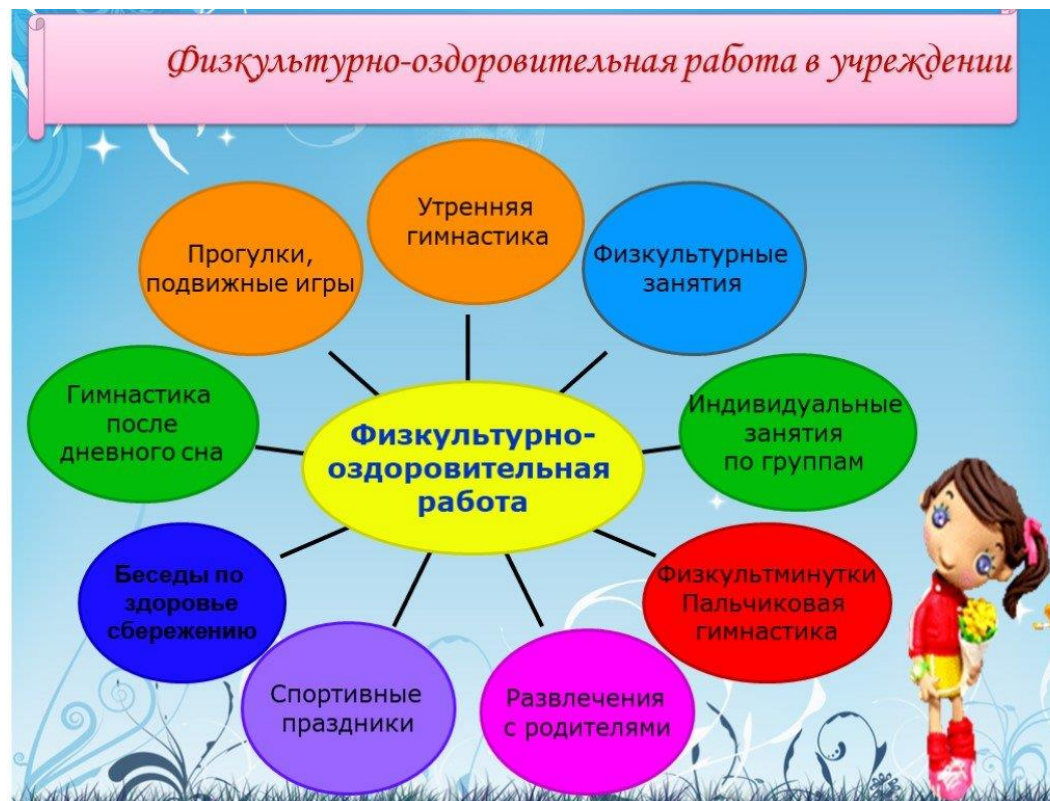 Физкультурно-оздоровительная работа в учреждении
Утренняя
гимнастика
Физкультурные
занятия
Индивидуальные
занятия
по группам
Физкультминутки
Пальчиковая
гимнастика
Развлечения
с родителями
Спортивные
праздники
Беседы по
здоровье
сбережению
Гимнастика
после
дневного сна
Прогулки,
подвижные игры
Физкультурно-
оздоровительная
работа